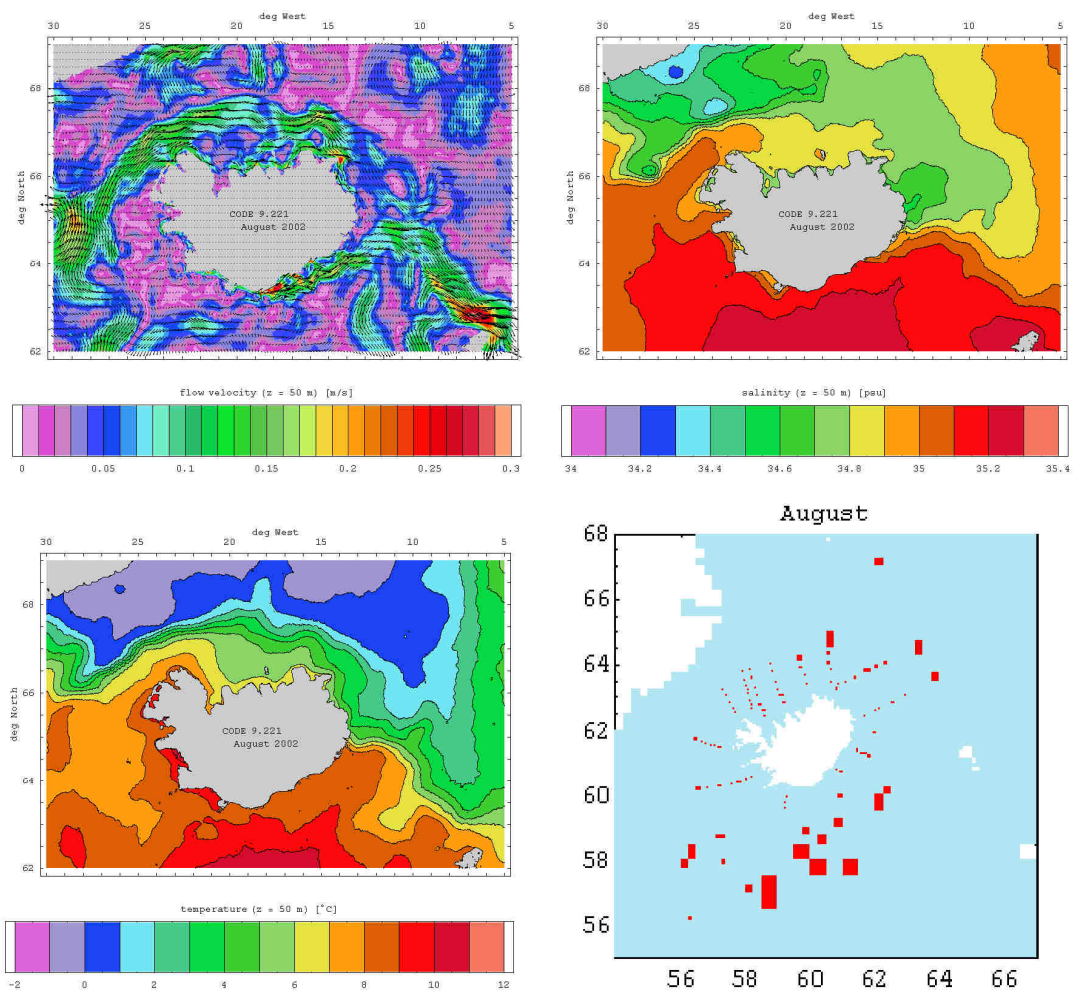 deg West
30 25 20 15 10 5
deg North
68
66
64
62
CODE 9.221
August 2002
flow velocity (z = 50 m) [m/s]
0 0.05 0.1 0.15 0.2 0.25 0.3
deg West
30 25 20 15 10 5
deg North
68
66
64
62
CODE 9.221
August 2002
salinity (z = 50 m) [psu]
34 34.2 34.4 34.6 34.8 35 35.2 35.4
deg West
30 25 20 15 10 5
deg North
68
66
64
62
CODE 9.221
August 2002
temperature (z = 50 m) [°C]
-2 0 2 4 6 8 10 12
August
68
66
64
62
60
58
56
56 58 60 62 64 66